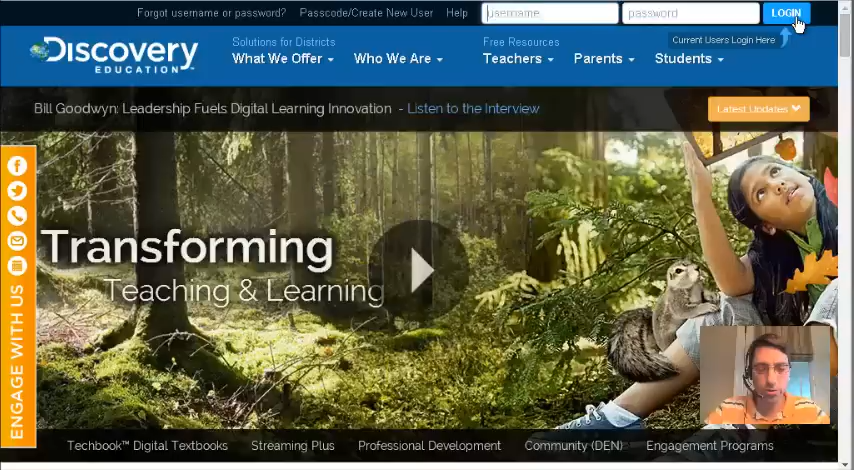 Forgot username or password? Passcode/Create New User Help username password LOGIN
Current Users Login Here
Discovery
EDUCATION™
Solutions for Districts
What We Offer Who We Are
Free Resources
Teachers Parents Students
Bill Goodwyn: Leadership Fuels Digital Learning Innovation - Listen to the Interview
Latest Updates
ENGAGE WITH US
Transforming
Teaching & Learning
Techbook™ Digital Textbooks Streaming Plus Professional Development Community (DEN) Engagement Programs